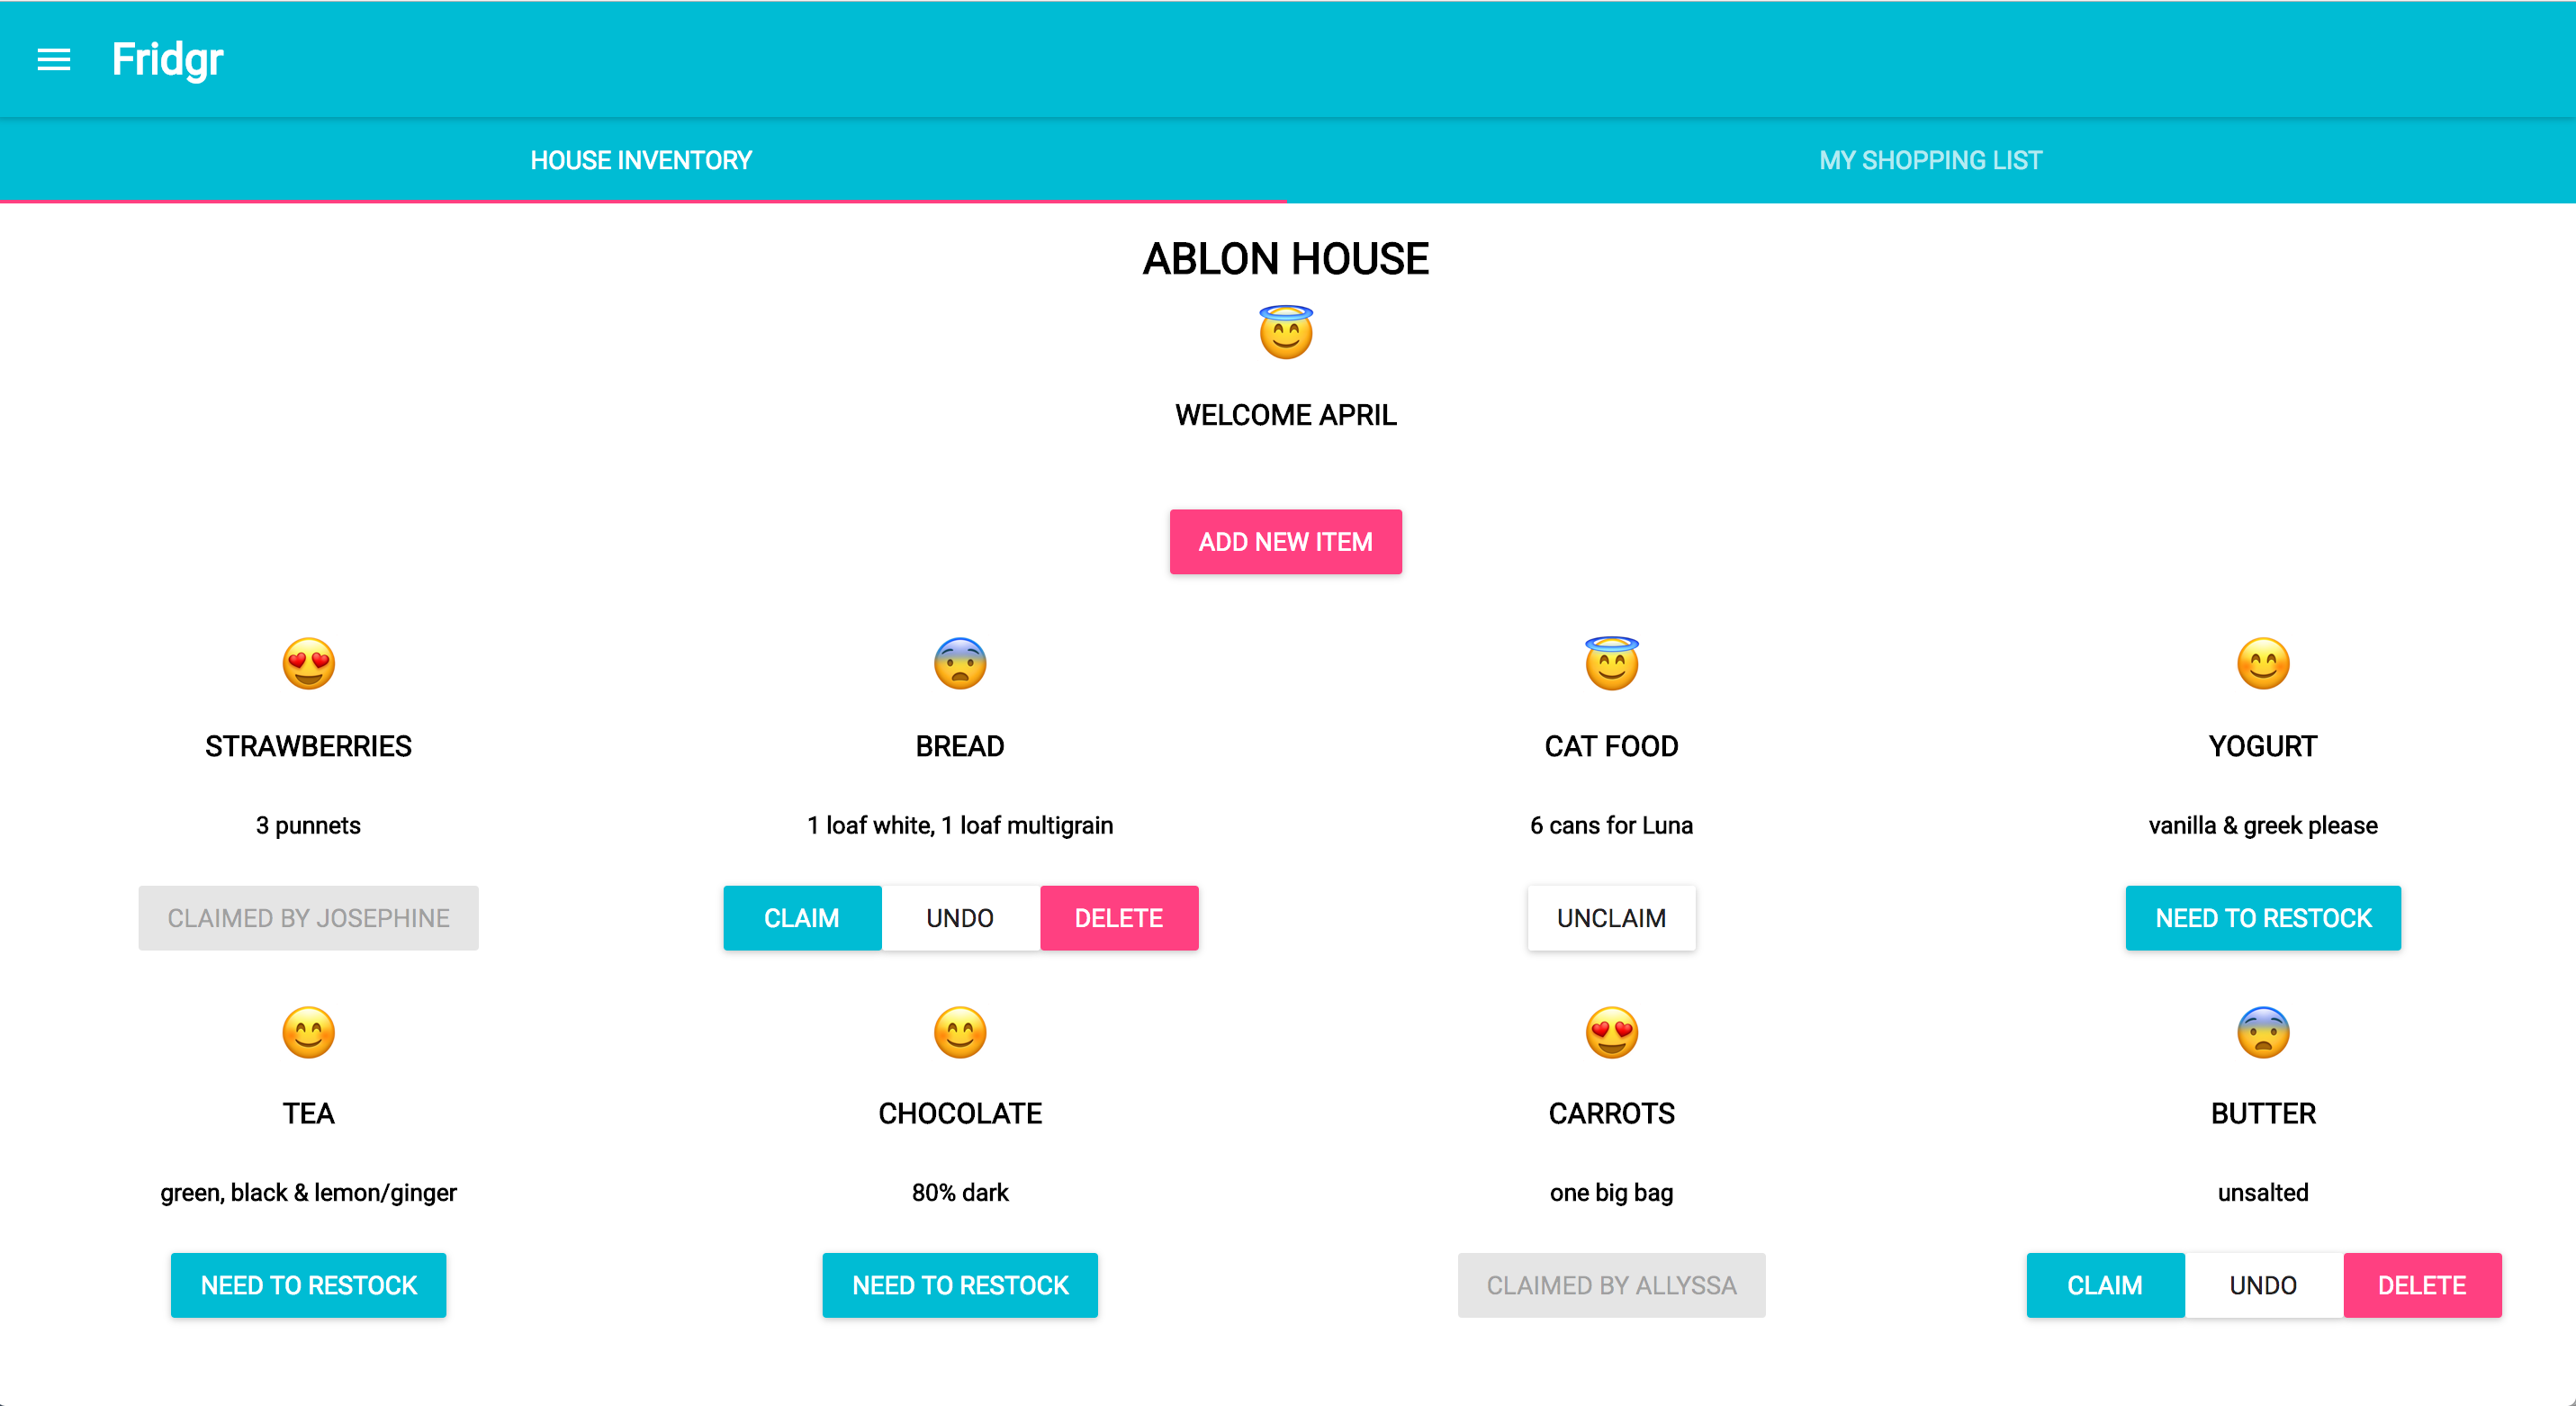 Fridgr
HOUSE INVENTORY
MY SHOPPING LIST
ABLON HOUSE
WELCOME APRIL
ADD NEW ITEM
STRAWBERRIES
3 punnets
CLAIMED BY JOSEPHINE
BREAD
1 loaf white, 1 loaf multigrain
CLAIM
UNDO
DELETE
CAT FOOD
6 cans for Luna
UNCLAIM
YOGURT
vanilla & greek please
NEED TO RESTOCK
TEA
green, black & lemon/ginger
NEED TO RESTOCK
CHOCOLATE
80% dark
NEED TO RESTOCK
CARROTS
one big bag
CLAIMED BY ALLYSSA
BUTTER
unsalted
CLAIM
UNDO
DELETE